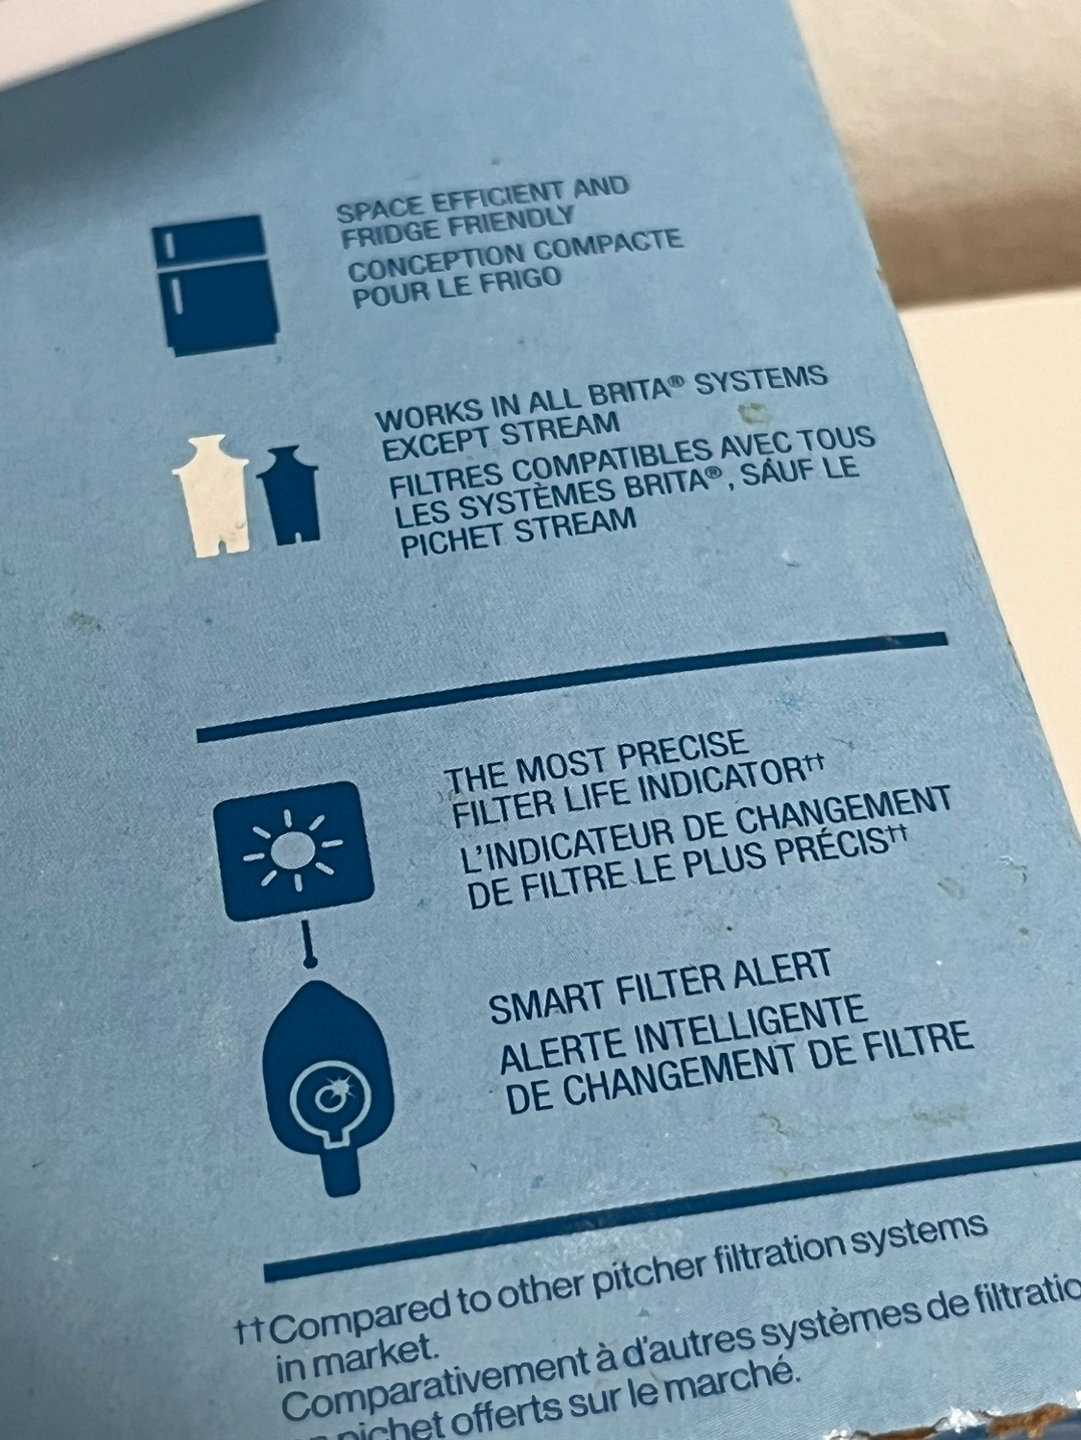 SPACE EFFICIENT AND
FRIDGE FRIENDLY
CONCEPTION COMPACTE
POUR LE FRIGO
WORKS IN ALL BRITA® SYSTEMS
EXCEPT STREAM
FILTRES COMPATIBLES AVEC TOUS
LES SYSTÈMES BRITA®, SAUF LE
PICHET STREAM
THE MOST PRECISE
FILTER LIFE INDICATOR††
L'INDICATEUR DE CHANGEMENT
DE FILTRE LE PLUS PRÉCIS††
SMART FILTER ALERT
ALERTE INTELLIGENTE
DE CHANGEMENT DE FILTRE
††Compared to other pitcher filtration systems
in market.
Comparativement à d'autres systèmes de
pichet offerts sur le marché.